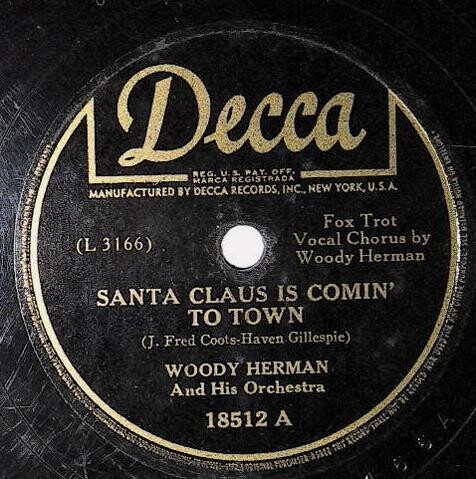 Decca
REG. U.S. PAT. OFF.
MARCA REGISTRADA
MANUFACTURED BY DECCA RECORDS, INC., NEW YORK, U.S.A.
(L 3166)
Fox Trot
Vocal Chorus by
Woody Herman
SANTA CLAUS IS COMIN'
TO TOWN
(J. Fred Coots-Haven Gillespie)
WOODY HERMAN
And His Orchestra
18512 A